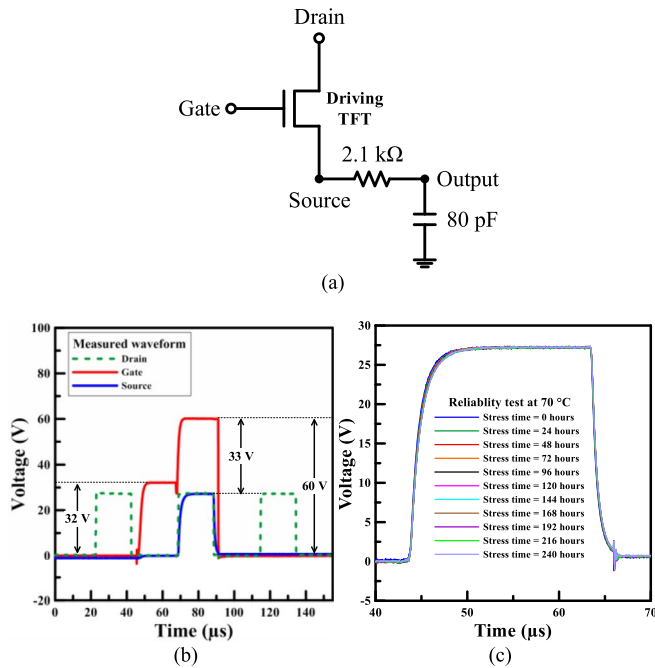 Drain
Gate
Driving
TFT
2.1 kΩ
Source
Output
80 pF
(a)
Voltage (V)
100
80
60
40
20
0
-20
Measured waveform
Drain
Gate
Source
32 V
33 V
60 V
0 20 40 60 80 100 120 140
Time (μs)
(b)
Voltage (V)
30
25
20
15
10
5
0
-5
Reliablity test at 70 °C
Stress time = 0 hours
Stress time = 24 hours
Stress time = 48 hours
Stress time = 72 hours
Stress time = 96 hours
Stress time = 120 hours
Stress time = 144 hours
Stress time = 168 hours
Stress time = 192 hours
Stress time = 216 hours
Stress time = 240 hours
40 50 60 70
Time (μs)
(c)